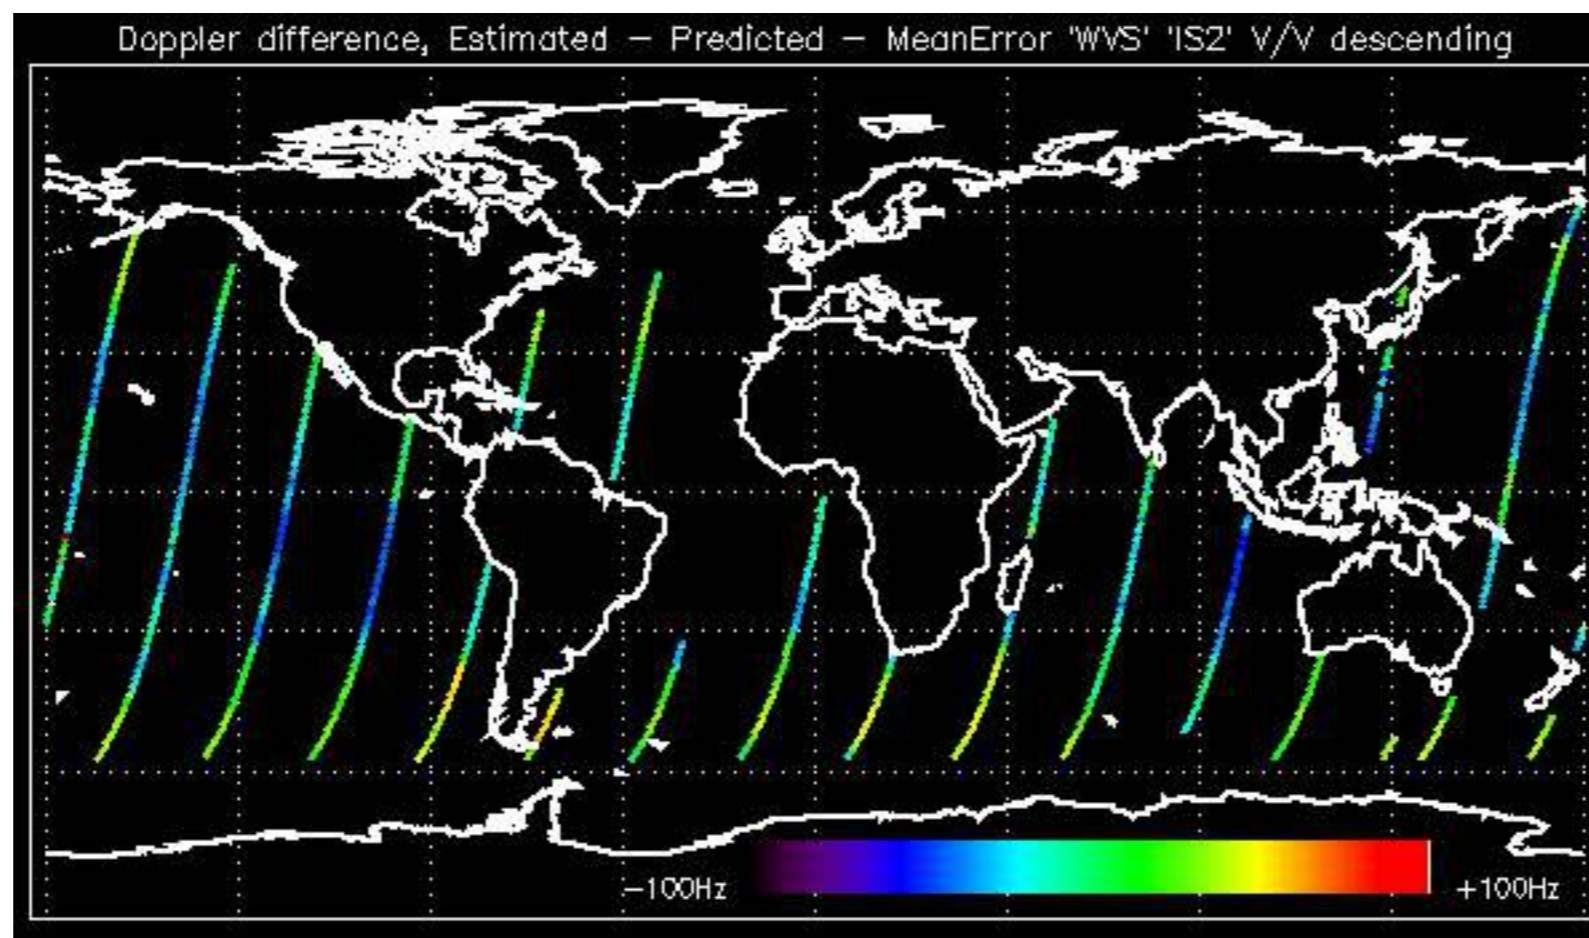 Doppler difference, Estimated – Predicted – MeanError 'WVS' 'IS2' V/V descending
–100Hz +100Hz